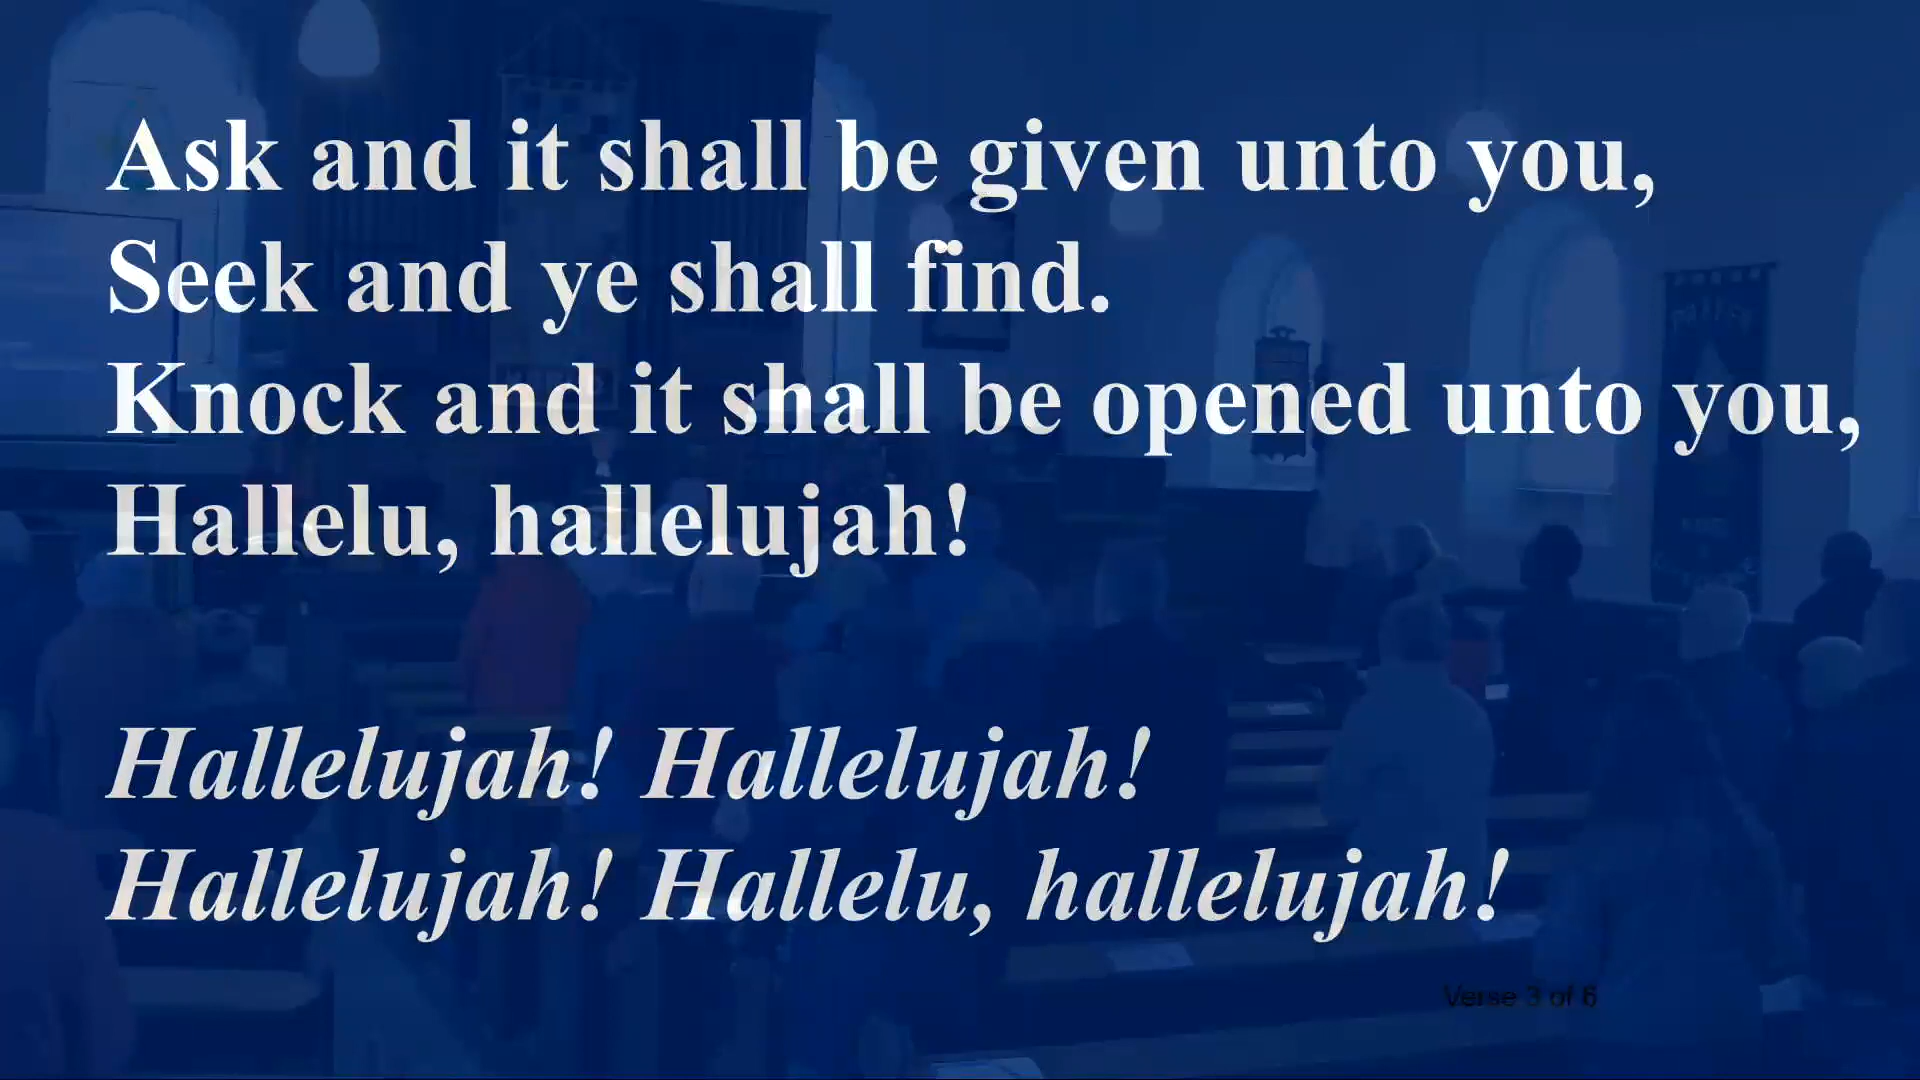 Ask and it shall be given unto you,
Seek and ye shall find.
Knock and it shall be opened unto you,
Hallelu, hallelujah!
Hallelujah! Hallelujah!
Hallelujah! Hallelu, hallelujah!
Verse 3 of 6